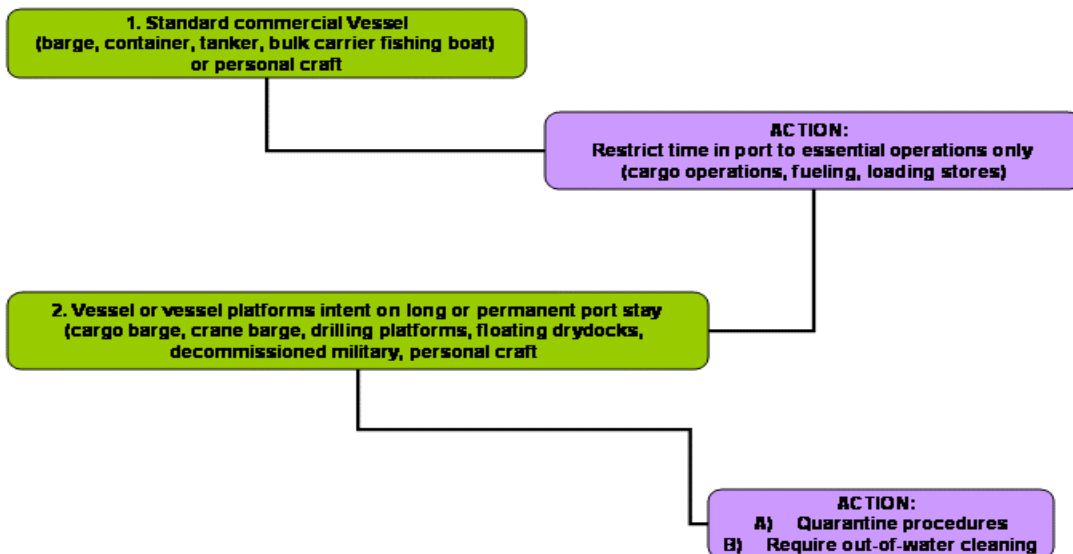 1. Standard commercial Vessel
(barge, container, tanker, bulk carrier fishing boat)
or personal craft
ACTION:
Restrict time in port to essential operations only
(cargo operations, fueling, loading stores)
2. Vessel or vessel platforms intent on long or permanent port stay
(cargo barge, crane barge, drilling platforms, floating drydocks,
decommissioned military, personal craft
ACTION:
A) Quarantine procedures
B) Require out-of-water cleaning